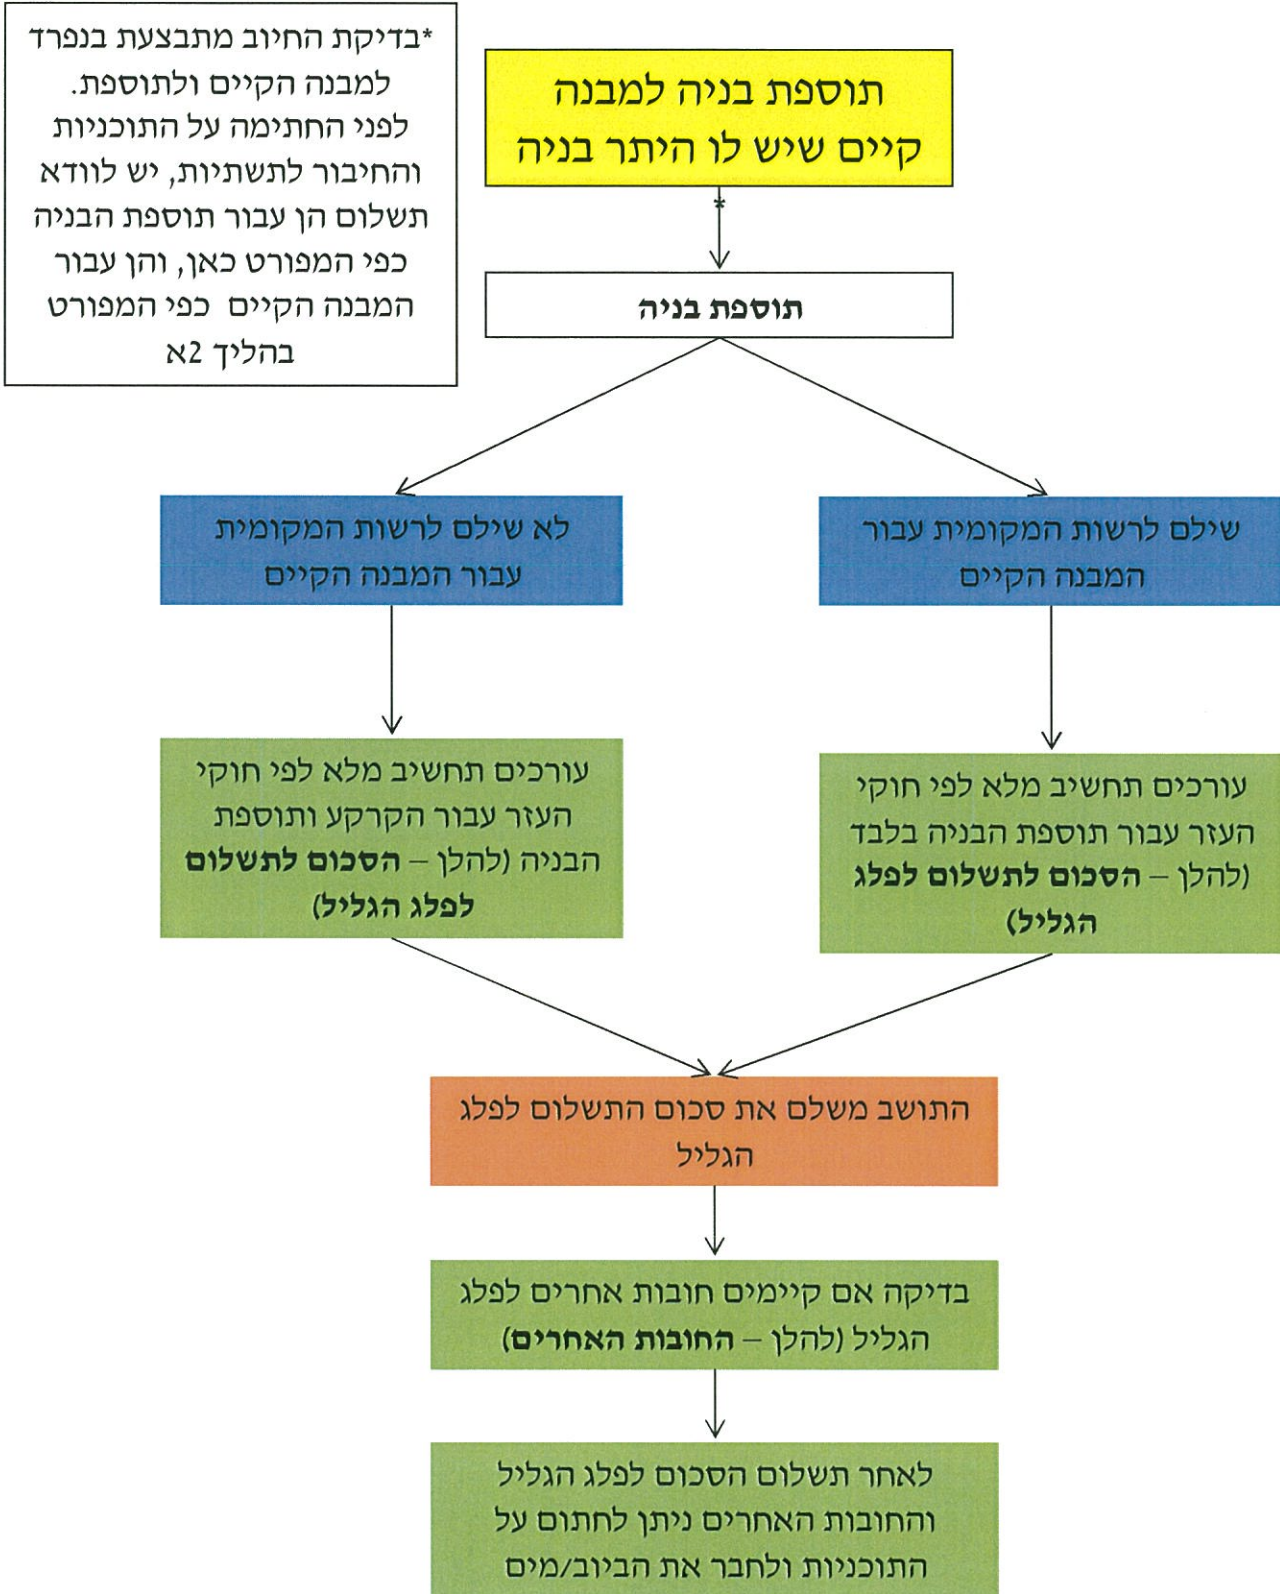 *בדיקת החיוב מתבצעת בנפרד
למבנה הקיים ולתוספת.
לפני החתימה על התוכניות
והחיבור לתשתיות, יש לוודא
תשלום הן עבור תוספת הבניה
כפי המפורט כאן, והן עבור
המבנה הקיים כפי המפורט
בהליך 2א
תוספת בניה למבנה
קיים שיש לו היתר בניה
*
תוספת בניה
שילם לרשות המקומית עבור
המבנה הקיים
לא שילם לרשות המקומית
עבור המבנה הקיים
עורכים תחשיב מלא לפי חוקי
העזר עבור תוספת הבניה בלבד
(להלן – הסכום לתשלום לפלג
הגליל)
עורכים תחשיב מלא לפי חוקי
העזר עבור הקרקע ותוספת
הבניה (להלן – הסכום לתשלום
לפלג הגליל)
התושב משלם את סכום התשלום לפלג
הגליל
בדיקה אם קיימים חובות אחרים לפלג
הגליל (להלן – החובות האחרים)
לאחר תשלום הסכום לפלג הגליל
והחובות האחרים ניתן לחתום על
התוכניות ולחבר את הביוב/מים